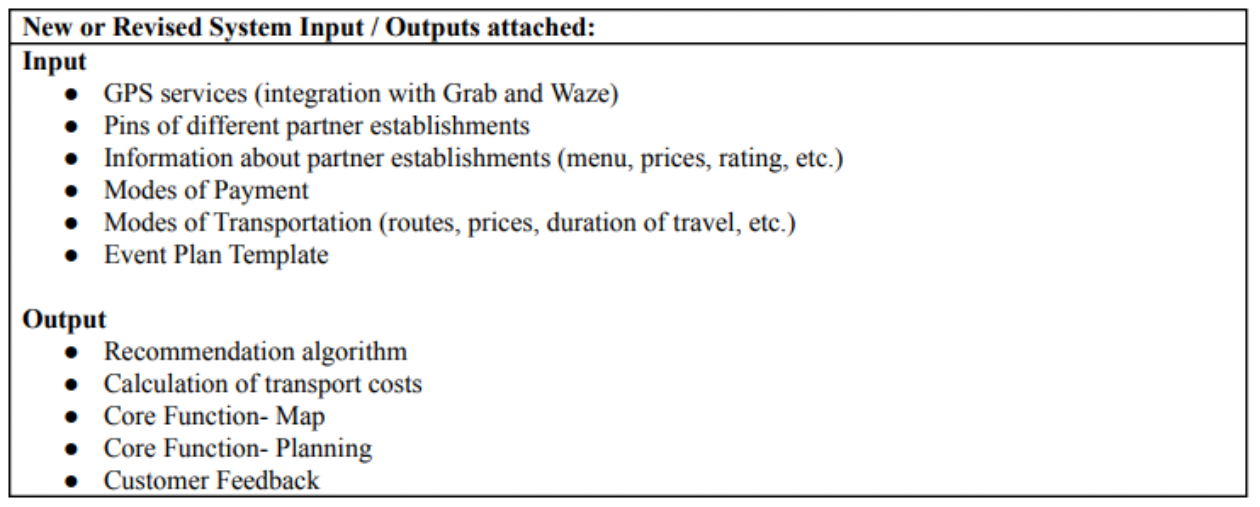 New or Revised System Input / Outputs attached:
Input
● GPS services (integration with Grab and Waze)
● Pins of different partner establishments
● Information about partner establishments (menu, prices, rating, etc.)
● Modes of Payment
● Modes of Transportation (routes, prices, duration of travel, etc.)
● Event Plan Template
Output
● Recommendation algorithm
● Calculation of transport costs
● Core Function- Map
● Core Function- Planning
● Customer Feedback